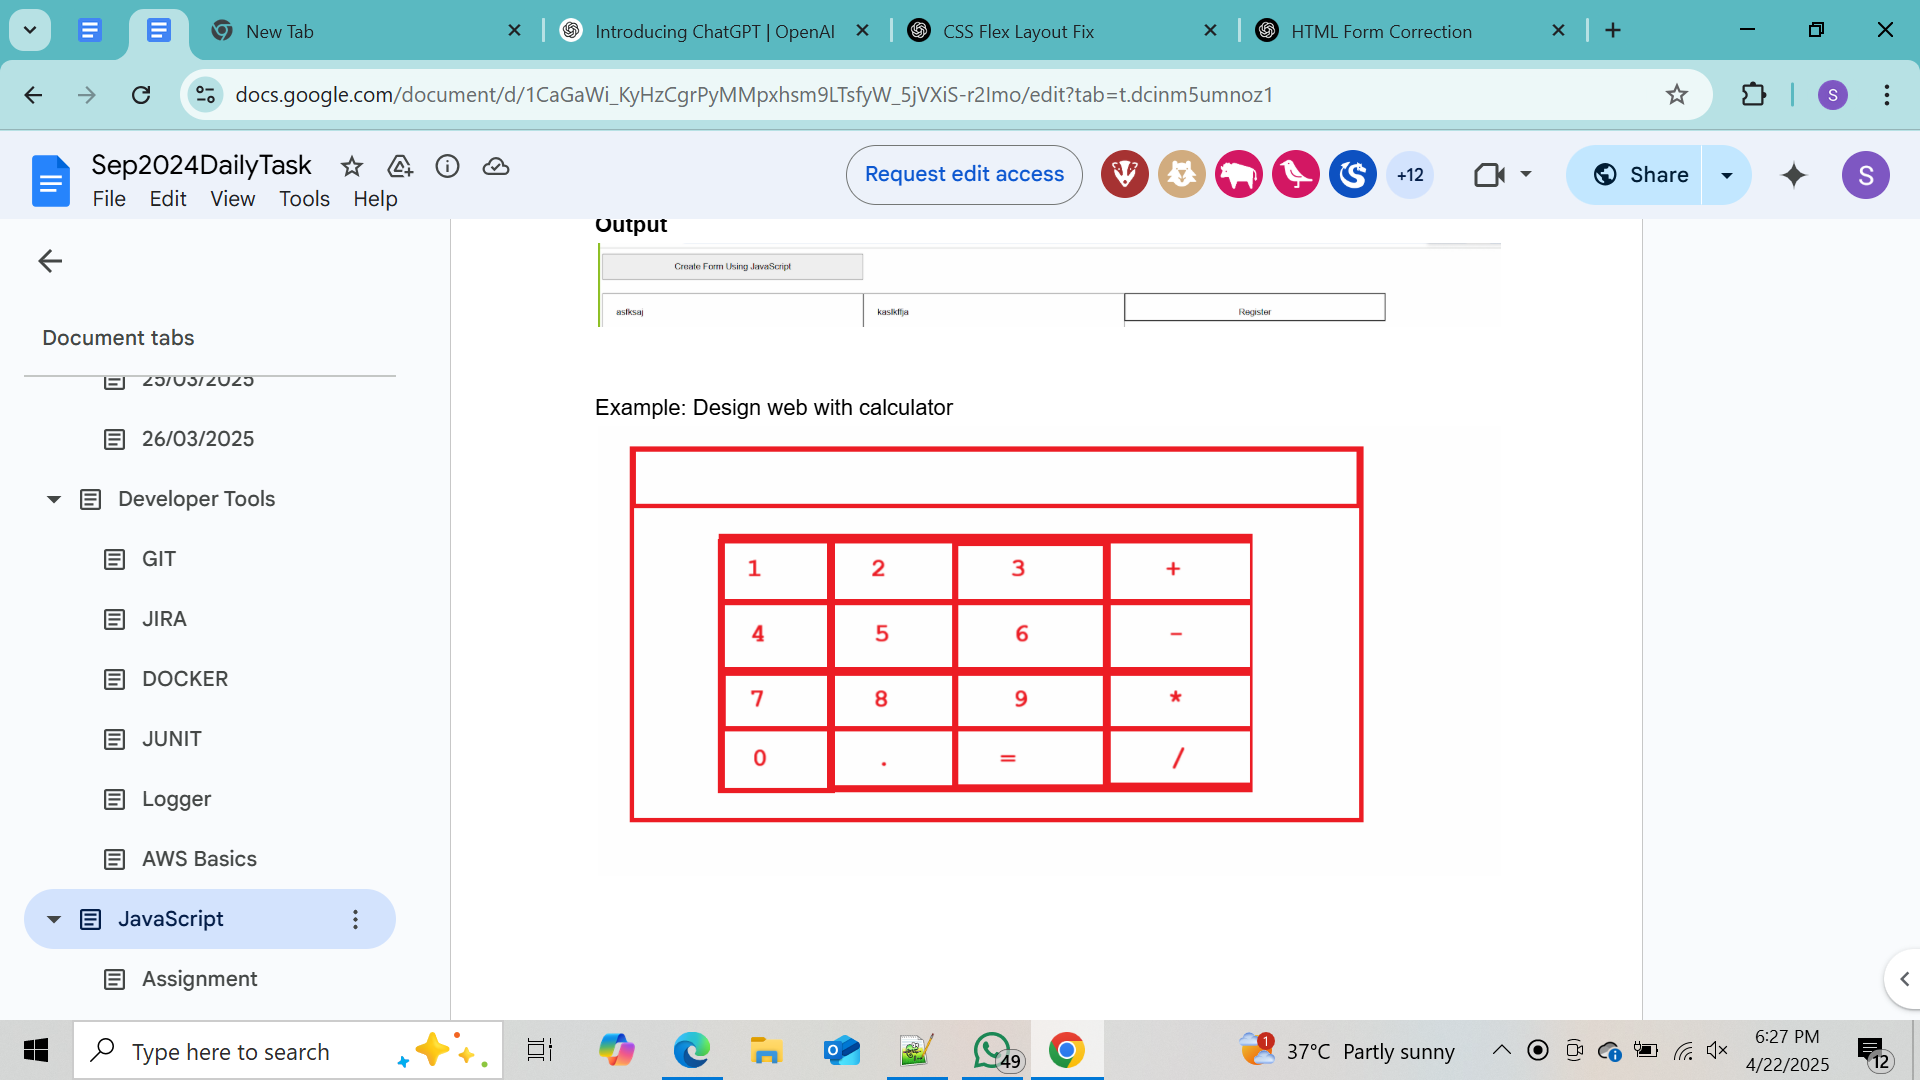 New Tab
Introducing ChatGPT | OpenAI
CSS Flex Layout Fix
HTML Form Correction
docs.google.com/document/d/1CaGaWi_KyHzCgrPyMMpxhsm9LTsfyW_5jVXiS-r2Imo/edit?tab=t.dcinm5umnoz1
S
Sep2024DailyTask
File Edit View Tools Help
Request edit access
+12
Share
S
Document tabs
25/03/2025
26/03/2025
Developer Tools
GIT
JIRA
DOCKER
JUNIT
Logger
AWS Basics
JavaScript
Assignment
Output
Create Form Using JavaScript
asfksaj kaslkffja Register
Example: Design web with calculator
1 2 3 +
4 5 6 -
7 8 9 *
0 . = /
Type here to search
49
1
37°C Partly sunny
6:27 PM
4/22/2025
12